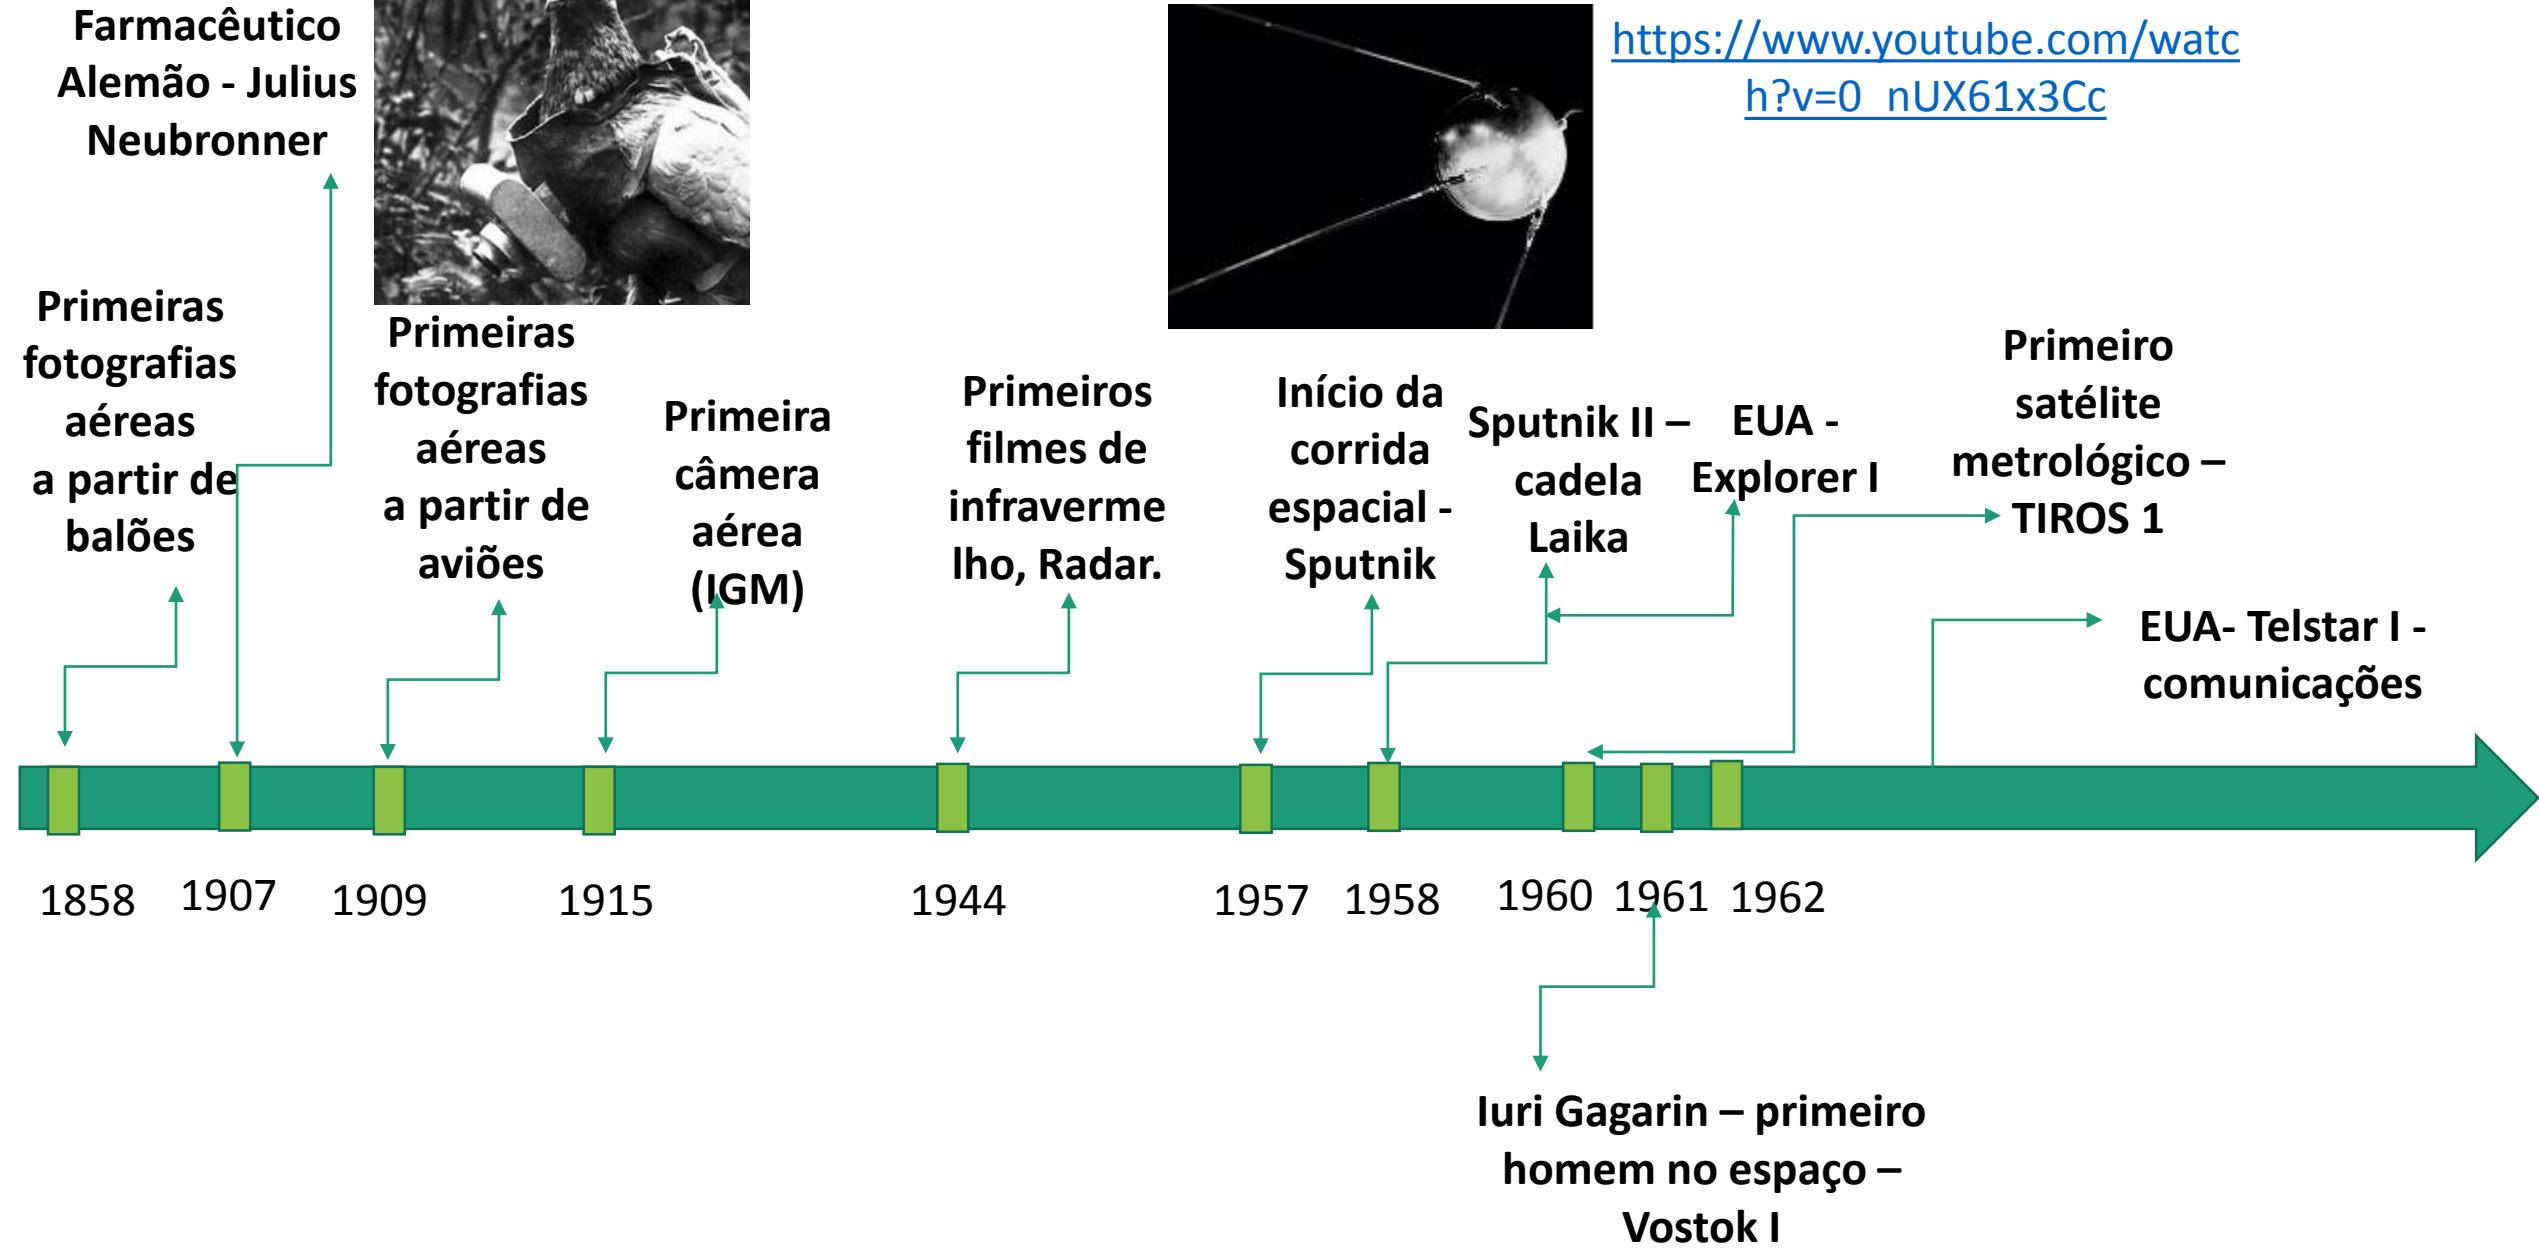 Farmacêutico
Alemão - Julius
Neubronner
https://www.youtube.com/watc
h?v=0_nUX61x3Cc
Primeiras
fotografias
aéreas
a partir de
balões
Primeiras
fotografias
aéreas
a partir de
aviões
Primeira
câmera
aérea
(IGM)
Primeiros
filmes de
infraverme
lho, Radar.
Início da
corrida
espacial -
Sputnik
Sputnik II –
cadela
Laika
EUA -
Explorer I
Primeiro
satélite
metrológico –
TIROS 1
EUA- Telstar I -
comunicações
1858
1907
1909
1915
1944
1957
1958
1960
1961
1962
Iuri Gagarin – primeiro
homem no espaço –
Vostok I